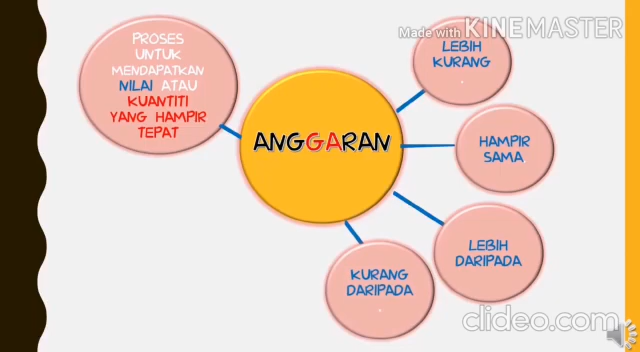 Made with KINEMASTER
PROSES
UNTUK
MENDAPATKAN
NILAI ATAU
KUANTITI
YANG HAMPIR
TEPAT
ANGGARAN
LEBIH
KURANG
.
HAMPIR
SAMA
LEBIH
DARIPADA
KURANG
DARIPADA
.
clideo.com